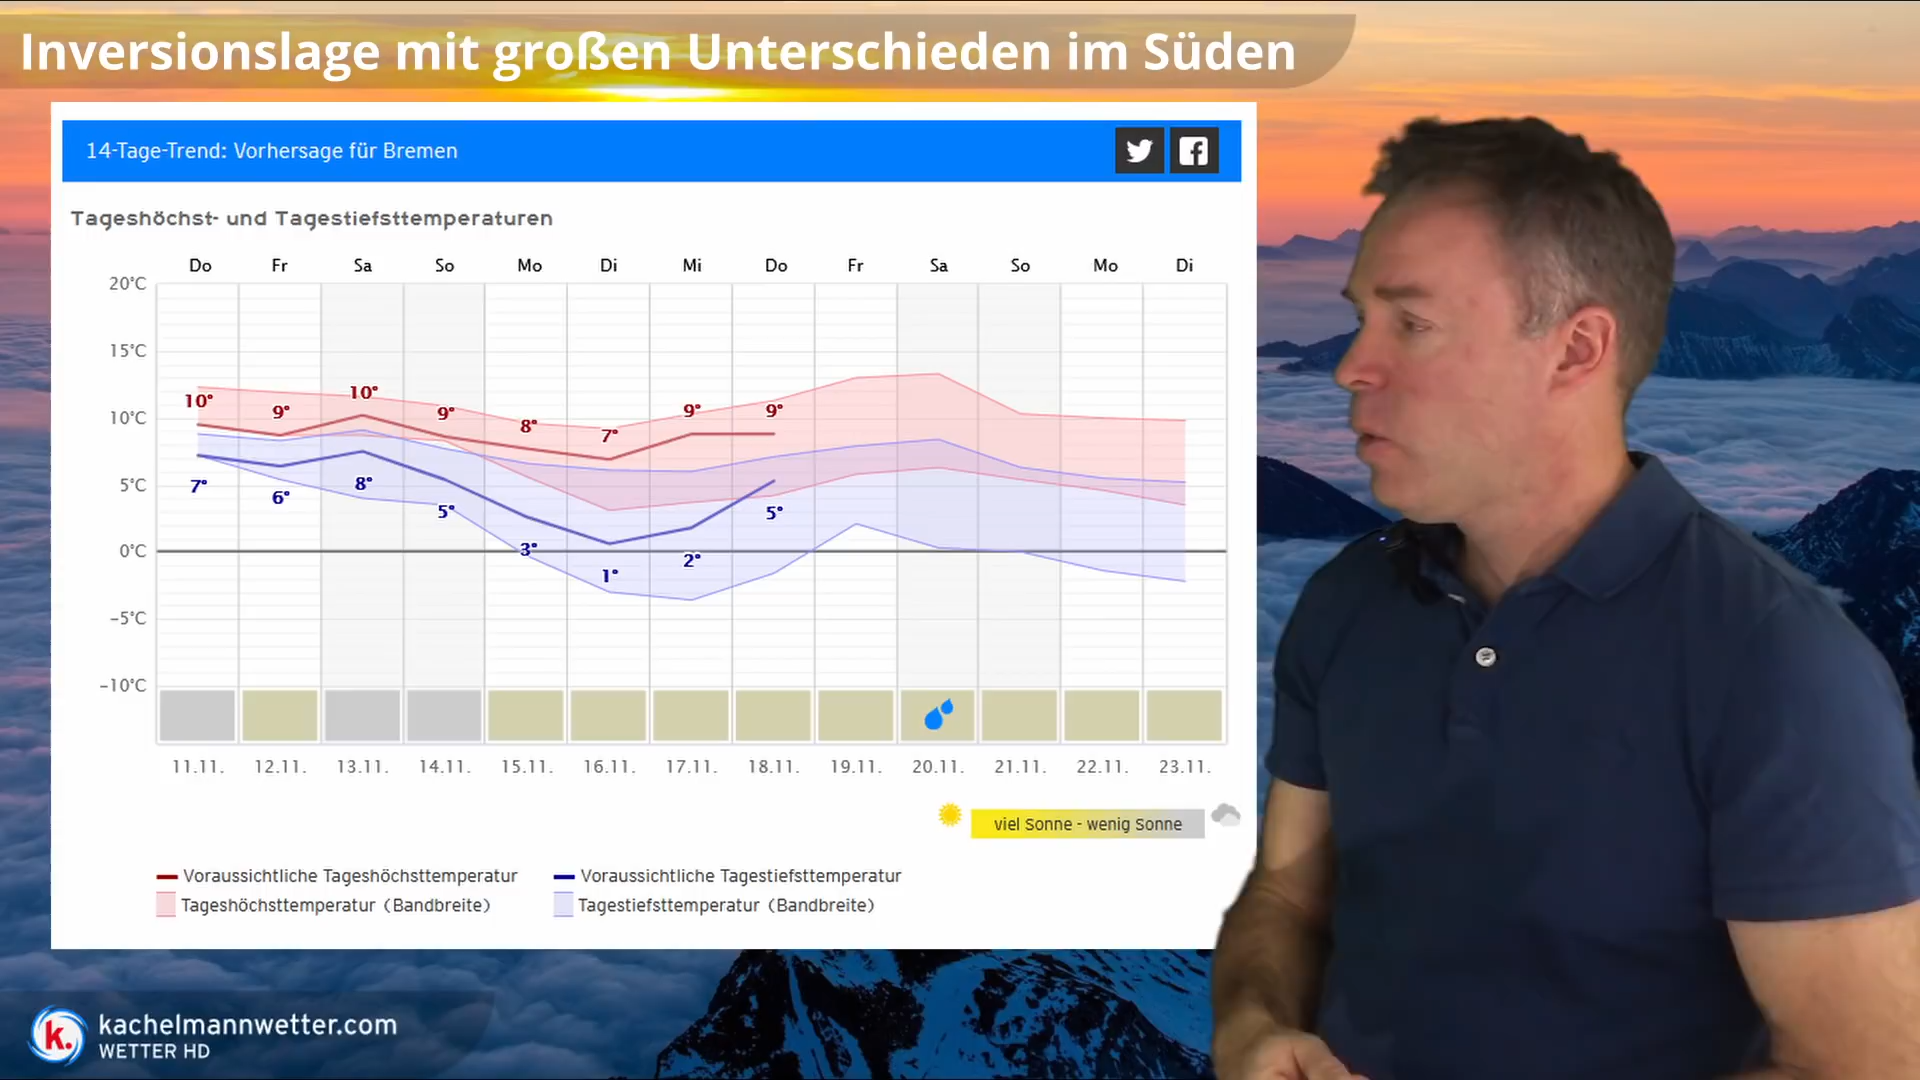 Inversionslage mit großen Unterschieden im Süden
14-Tage-Trend: Vorhersage für Bremen
Tageshöchst- und Tagestiefsttemperaturen
Do Fr Sa So Mo Di Mi Do Fr Sa So Mo Di
20°C
15°C
10°C
5°C
0°C
-5°C
-10°C
10° 9° 10° 9° 8° 7° 9° 9°
7° 6° 8° 5° 3° 1° 2° 5°
11.11. 12.11. 13.11. 14.11. 15.11. 16.11. 17.11. 18.11. 19.11. 20.11. 21.11. 22.11. 23.11.
viel Sonne - wenig Sonne
Voraussichtliche Tageshöchsttemperatur Voraussichtliche Tagestiefsttemperatur
Tageshöchsttemperatur (Bandbreite) Tagestiefsttemperatur (Bandbreite)
k.
kachelmannwetter.com
WETTER HD